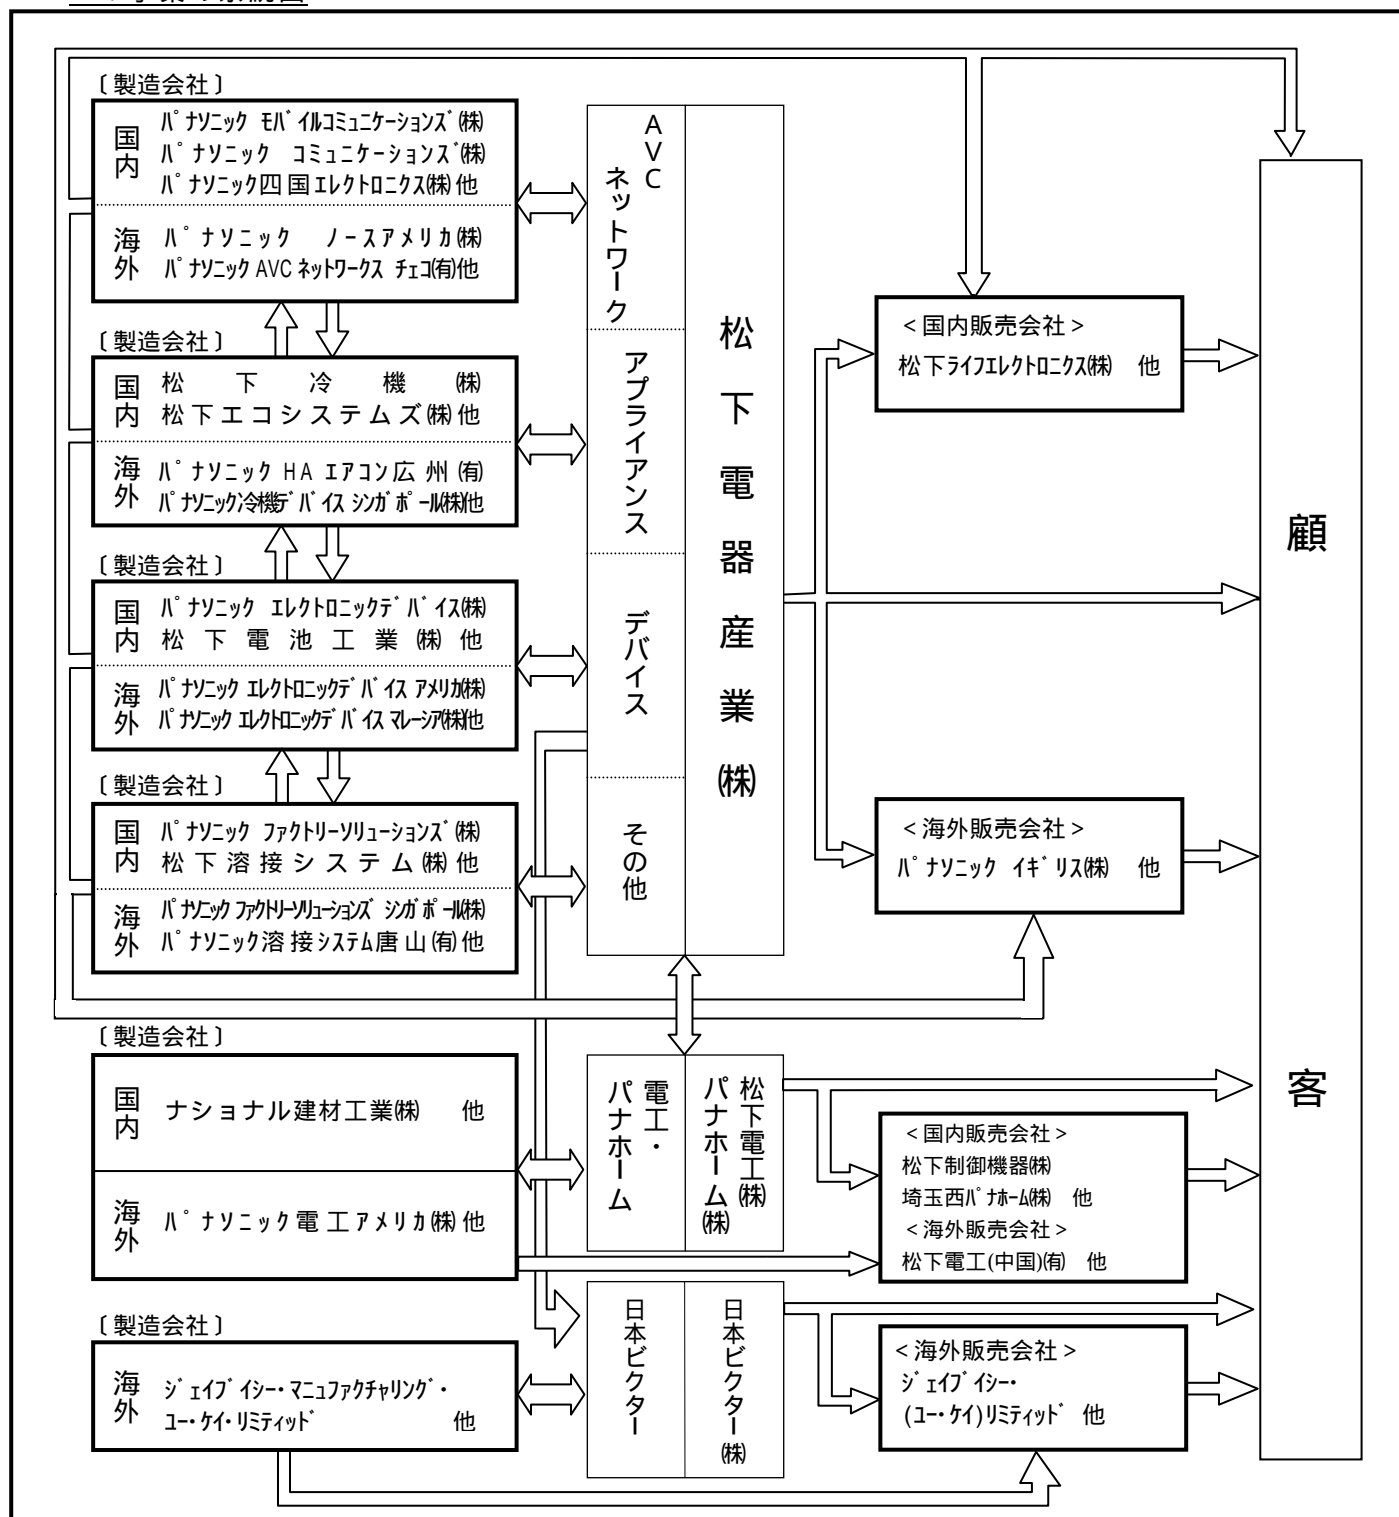 〔製造会社〕
国内
パナソニック モバイルコミュニケーションズ(株)
パナソニック コミュニケーションズ(株)
パナソニック四国エレクトロニクス(株)他
海外
パナソニック ノースアメリカ(株)
パナソニックAVCネットワークス チェコ(有)他
〔製造会社〕
国内
松下冷機(株)
松下エコシステムズ(株)他
海外
パナソニックHAエアコン広州(有)
パナソニック冷機デバイス シンガポール(株)他
〔製造会社〕
国内
パナソニック エレクトロニックデバイス(株)
松下電池工業(株)他
海外
パナソニック エレクトロニックデバイス アメリカ(株)
パナソニック エレクトロニックデバイス マレーシア(株)他
〔製造会社〕
国内
パナソニック ファクトリーソリューションズ(株)
松下溶接システム(株)他
海外
パナソニック ファクトリーソリューションズ シンガポール(株)
パナソニック溶接システム唐山(有)他
AVC
ネットワーク
アプライアンス
デバイス
その他
松下電器産業(株)
<国内販売会社>
松下ライフエレクトロニクス(株) 他
<海外販売会社>
パナソニック イギリス(株) 他
顧客
〔製造会社〕
国内
ナショナル建材工業(株) 他
海外
パナソニック電工アメリカ(株)他
電工・
パナホーム
松下電工(株)
パナホーム(株)
<国内販売会社>
松下制御機器(株)
埼玉西パナホーム(株) 他
<海外販売会社>
松下電工(中国)(有) 他
〔製造会社〕
海外
ジェイブイシー・マニュファクチャリング・
ユー・ケイ・リミティッド 他
日本ビクター
日本ビクター(株)
<海外販売会社>
ジェイブイシー・
(ユー・ケイ)リミティッド 他